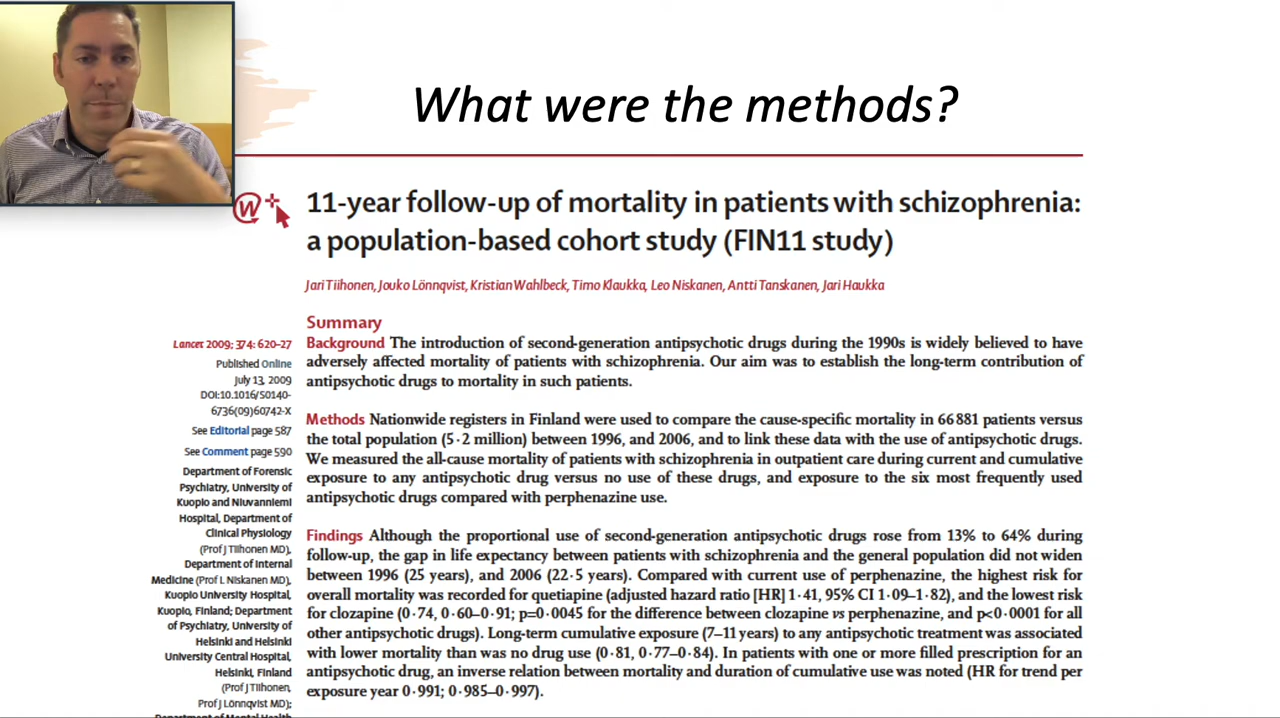 What were the methods?
11-year follow-up of mortality in patients with schizophrenia:
a population-based cohort study (FIN11 study)
Jari Tiihonen, Jouko Lönnqvist, Kristian Wahlbeck, Timo Klaukka, Leo Niskanen, Antti Tanskanen, Jari Haukka
Summary
Background The introduction of second-generation antipsychotic drugs during the 1990s is widely believed to have
adversely affected mortality of patients with schizophrenia. Our aim was to establish the long-term contribution of
antipsychotic drugs to mortality in such patients.
Methods Nationwide registers in Finland were used to compare the cause-specific mortality in 66 881 patients versus
the total population (5·2 million) between 1996, and 2006, and to link these data with the use of antipsychotic drugs.
We measured the all-cause mortality of patients with schizophrenia in outpatient care during current and cumulative
exposure to any antipsychotic drug versus no use of these drugs, and exposure to the six most frequently used
antipsychotic drugs compared with perphenazine use.
Findings Although the proportional use of second-generation antipsychotic drugs rose from 13% to 64% during
follow-up, the gap in life expectancy between patients with schizophrenia and the general population did not widen
between 1996 (25 years), and 2006 (22·5 years). Compared with current use of perphenazine, the highest risk for
overall mortality was recorded for quetiapine (adjusted hazard ratio [HR] 1·41, 95% CI 1·09–1·82), and the lowest risk
for clozapine (0·74, 0·60–0·91; p=0·0045 for the difference between clozapine vs perphenazine, and p<0·0001 for all
other antipsychotic drugs). Long-term cumulative exposure (7–11 years) to any antipsychotic treatment was associated
with lower mortality than was no drug use (0·81, 0·77–0·84). In patients with one or more filled prescription for an
antipsychotic drug, an inverse relation between mortality and duration of cumulative use was noted (HR for trend per
exposure year 0·991; 0·985–0·997).
Lancet 2009; 374: 620–27
Published Online
July 13, 2009
DOI:10.1016/S0140-
6736(09)60742-X
See Editorial page 587
See Comment page 590
Department of Forensic
Psychiatry, University of
Kuopio and Niuvanniemi
Hospital, Department of
Clinical Physiology
(Prof J Tiihonen MD),
Department of Internal
Medicine (Prof L Niskanen MD),
Kuopio University Hospital,
Kuopio, Finland; Department
of Psychiatry, University of
Helsinki and Helsinki
University Central Hospital,
Helsinki, Finland
(Prof J Tiihonen,
Prof J Lönnqvist MD);
Department of Mental Health